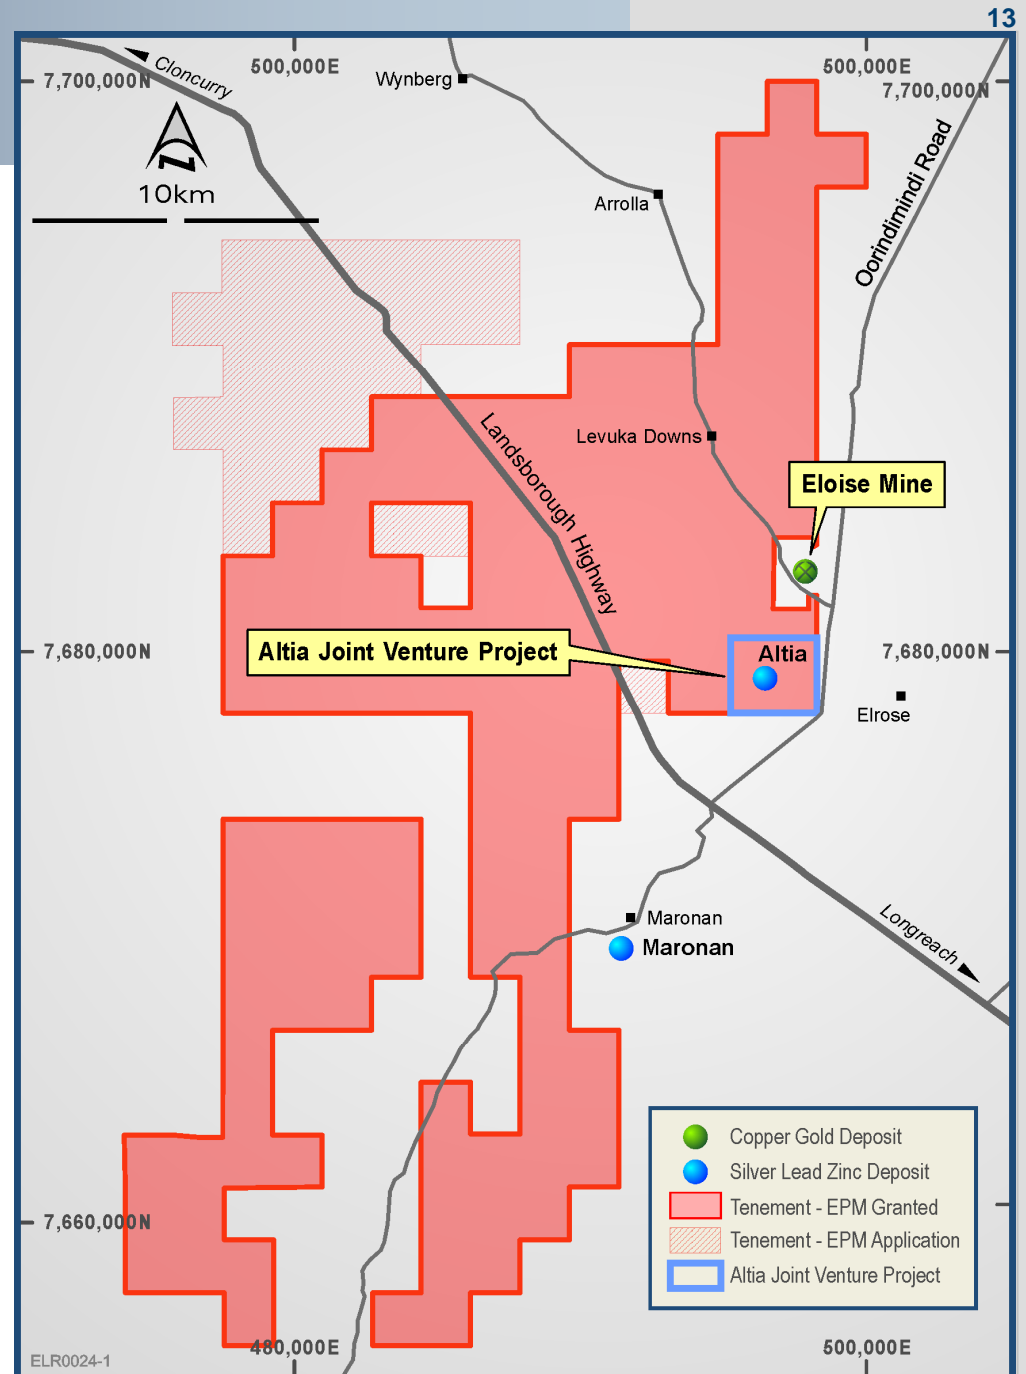 13
Cloncurry
500,000E
500,000E
Wynberg
7,700,000N
7,700,000N
10km
Arrolla
Oorindimindi Road
Levuka Downs
Landsborough Highway
Eloise Mine
Altia Joint Venture Project
Altia
7,680,000N
7,680,000N
Elrose
Maronan
Maronan
Longreach
Copper Gold Deposit
Silver Lead Zinc Deposit
Tenement - EPM Granted
Tenement - EPM Application
Altia Joint Venture Project
7,660,000N
480,000E
500,000E
ELR0024-1